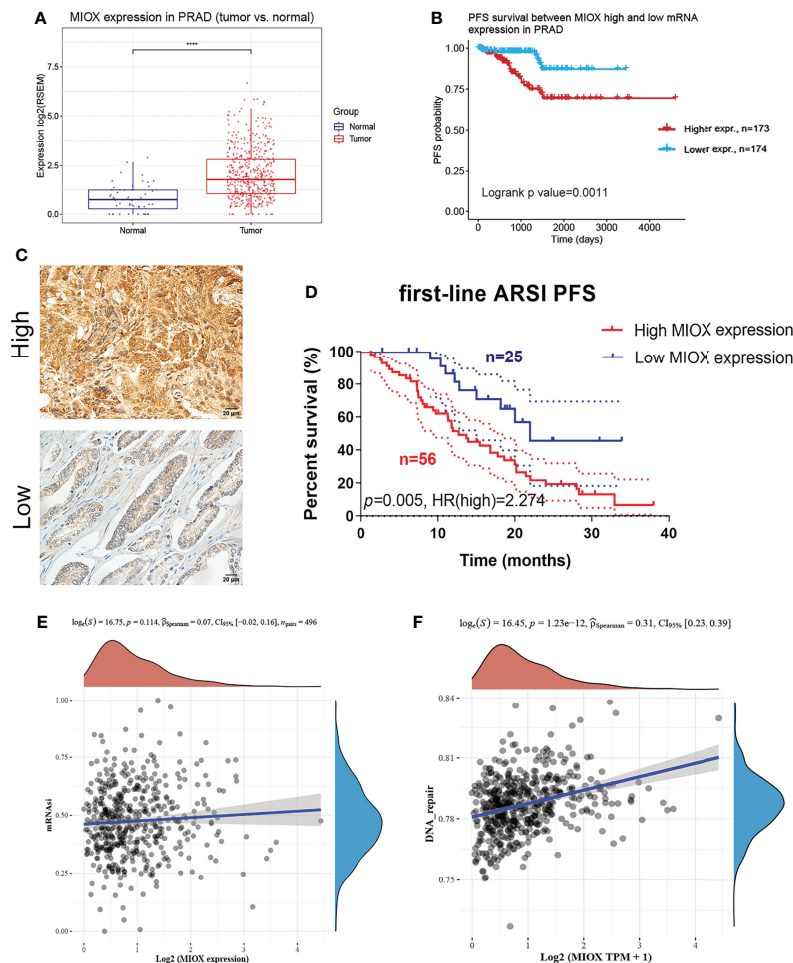 A
MIOX expression in PRAD (tumor vs. normal)
****
Expression log2(RSEM)
7.5
5.0
2.5
0.0
Normal
Tumor
Group
Normal
Tumor
B
PFS survival between MIOX high and low mRNA
expression in PRAD
PFS probability
1.00
0.75
0.50
0.25
0.00
Higher expr., n=173
Lower expr., n=174
Logrank p value=0.0011
0
1000
2000
3000
4000
Time (days)
C
High
20 μm
Low
20 μm
D
first-line ARSI PFS
High MIOX expression
Low MIOX expression
n=25
n=56
p=0.005, HR(high)=2.274
Percent survival (%)
100
80
60
40
20
0
0
10
20
30
40
Time (months)
E
logₑ(S) = 16.75, p = 0.114, ρ̂Spearman = 0.07, CI95% [−0.02, 0.16], npair = 496
mRNAsi
1.00
0.75
0.50
0.25
0.00
0
1
2
3
4
Log2 (MIOX expression)
F
logₑ(S) = 16.45, p = 1.23e−12, ρ̂Spearman = 0.31, CI95% [0.23, 0.39]
DNA_repair
0.84
0.81
0.78
0.75
0
1
2
3
4
Log2 (MIOX TPM + 1)